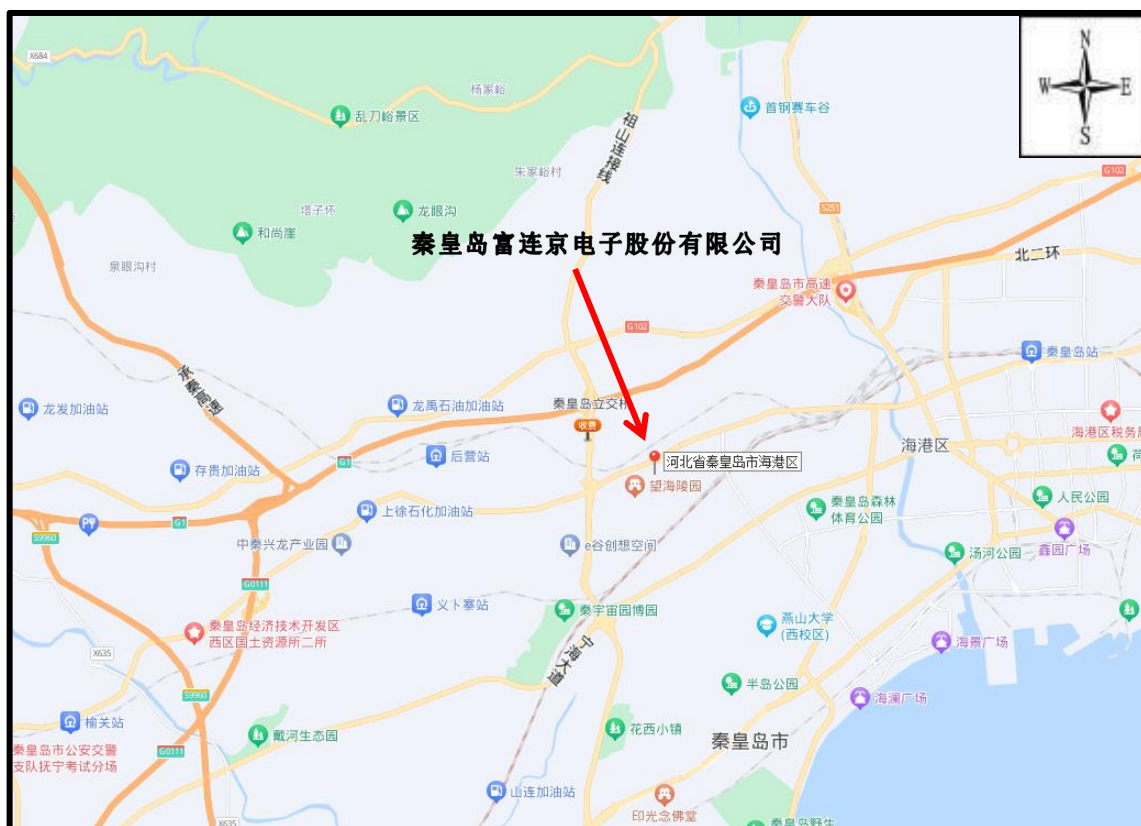 N
W E
S
X684
杨家峪
乱刀峪景区
首钢赛车谷
祖山连接线
朱家峪村
G102
塔子怀
龙眼沟
S251
和尚崖
秦皇岛富连京电子股份有限公司
泉眼沟村
北二环
秦皇岛市高速
交警大队
G102
秦皇岛站
承秦高速
龙发加油站
龙禹石油加油站
秦皇岛立交桥
收费
海港区税务局
海港区
后营站
G1
河北省秦皇岛市海港区
存贵加油站
望海陵园
荷
人民公园
秦皇岛森林
体育公园
上徐石化加油站
G1
S9960
中秦兴龙产业园
e谷创想空间
鑫园广场
汤河公园
G0111
义卜寨站
秦宇宙园博园
燕山大学
(西校区)
秦皇岛经济技术开发区
西区国土资源所二所
海景广场
X635
宁海大道
半岛公园
S9960
海澜广场
榆关站
花西小镇
戴河生态园
秦皇岛市
秦皇岛市公安交警
支队抚宁考试分场
G0111
山连加油站
印光念佛堂
X635
秦皇岛野生